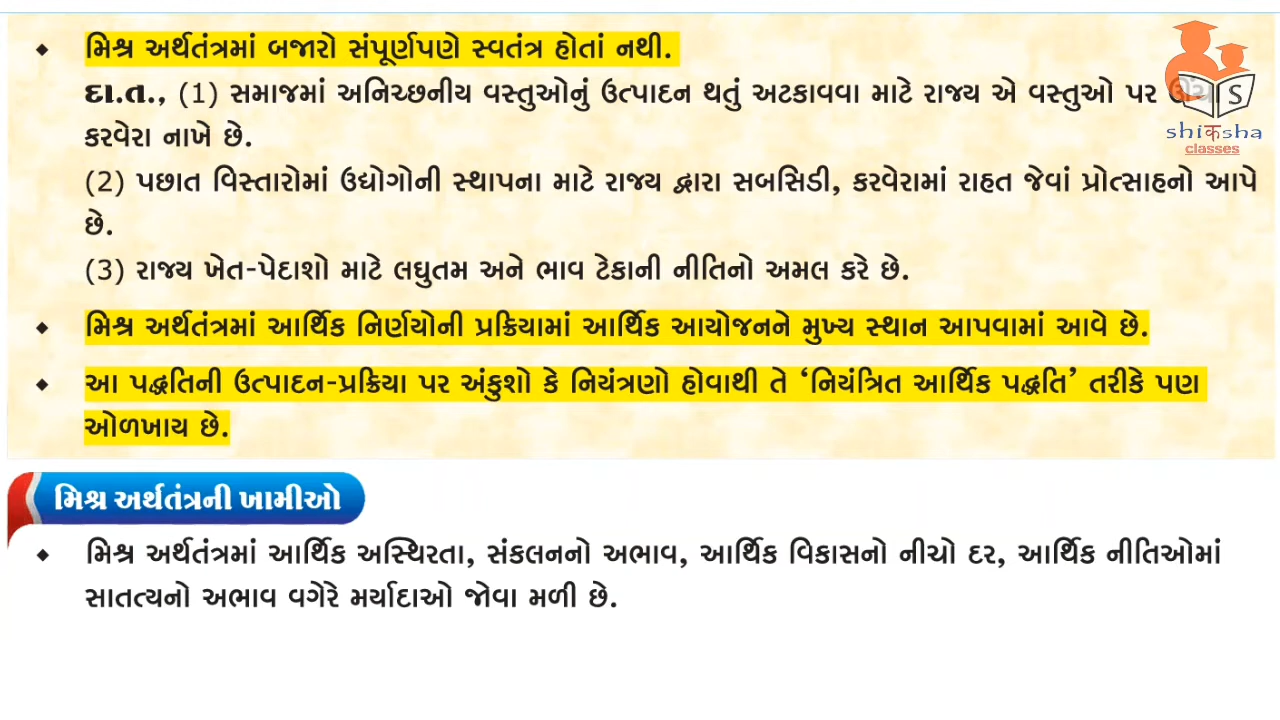 મિશ્ર અર્થતંત્રમાં બજારો સંપૂર્ણપણે સ્વતંત્ર હોતાં નથી.
દા.ત., (1) સમાજમાં અનિચ્છનીય વસ્તુઓનું ઉત્પાદન થતું અટકાવવા માટે રાજ્ય એ વસ્તુઓ પર
કરવેરા નાખે છે.
(2) પછાત વિસ્તારોમાં ઉદ્યોગોની સ્થાપના માટે રાજ્ય દ્વારા સબસિડી, કરવેરામાં રાહત જેવાં પ્રોત્સાહનો આપે
છે.
(3) રાજ્ય ખેત-પેદાશો માટે લઘુતમ અને ભાવ ટેકાની નીતિનો અમલ કરે છે.
મિશ્ર અર્થતંત્રમાં આર્થિક નિર્ણયોની પ્રક્રિયામાં આર્થિક આયોજનને મુખ્ય સ્થાન આપવામાં આવે છે.
આ પદ્ધતિની ઉત્પાદન-પ્રક્રિયા પર અંકુશો કે નિયંત્રણો હોવાથી તે ‘નિયંત્રિત આર્થિક પદ્ધતિ’ તરીકે પણ
ઓળખાય છે.
મિશ્ર અર્થતંત્રની ખામીઓ
મિશ્ર અર્થતંત્રમાં આર્થિક અસ્થિરતા, સંકલનનો અભાવ, આર્થિક વિકાસનો નીચો દર, આર્થિક નીતિઓમાં
સાતત્યનો અભાવ વગેરે મર્યાદાઓ જોવા મળી છે.
S
shiकsha
classes